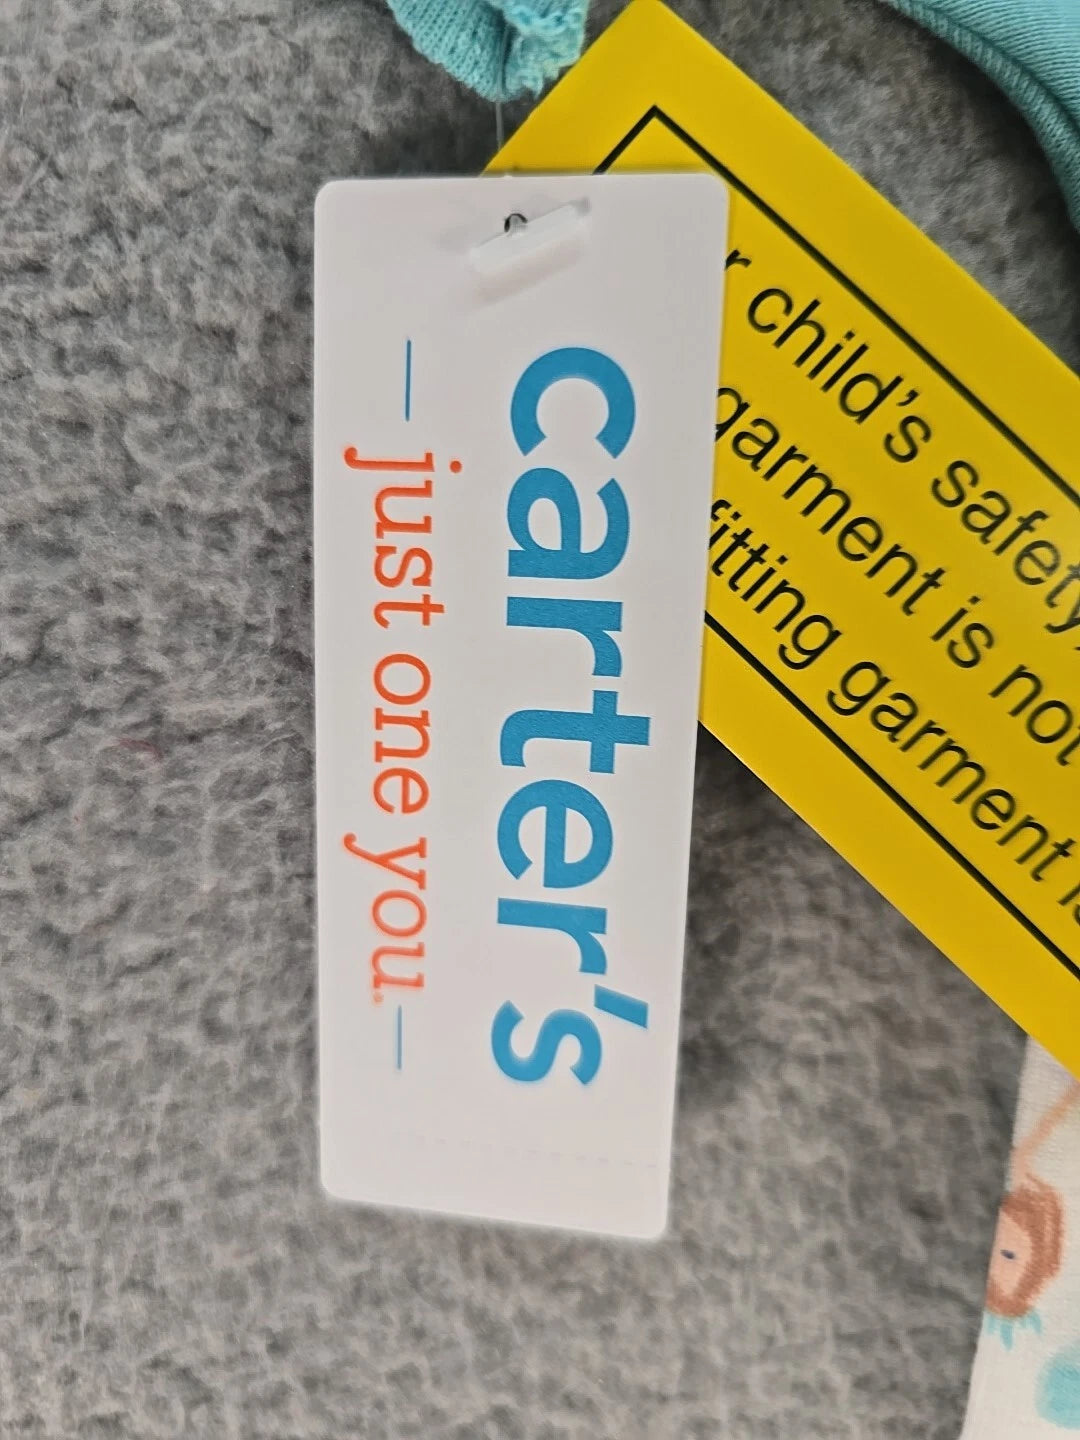 carter's
just one you
child's safety,
garment is not
fitting garment